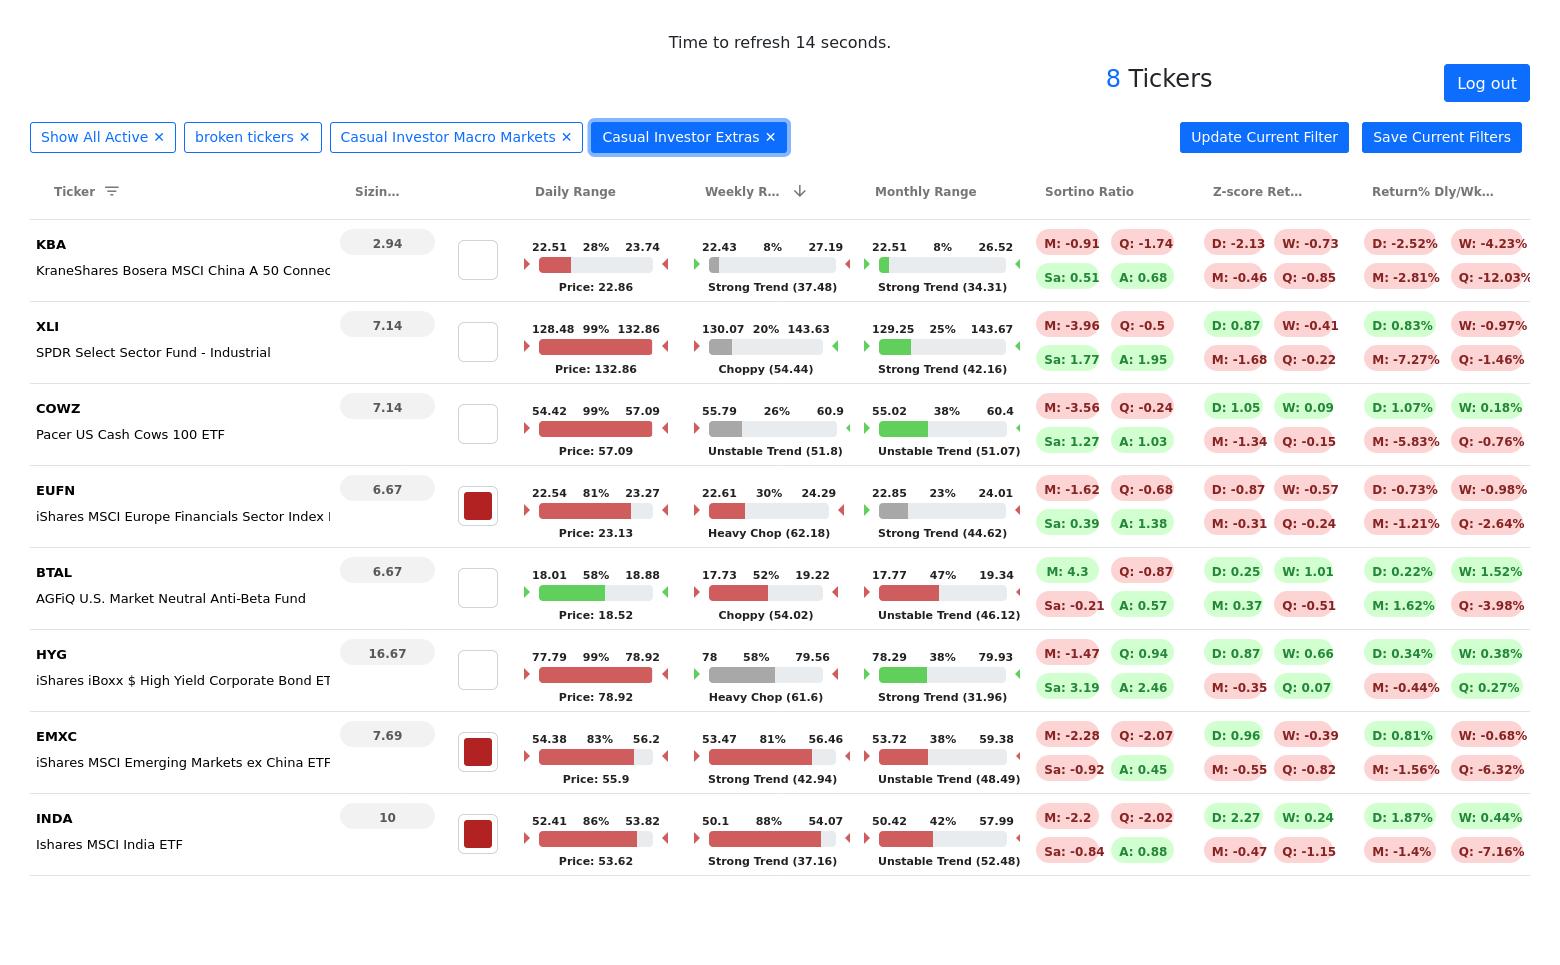 Time to refresh 14 seconds.
8 Tickers
Log out
Show All Active ✕ broken tickers ✕ Casual Investor Macro Markets ✕ Casual Investor Extras ✕ Update Current Filter Save Current Filters
Ticker Sizin... Daily Range Weekly R... Monthly Range Sortino Ratio Z-score Ret... Return% Dly/Wk...
KBA 2.94 22.51 28% 23.74 22.43 8% 27.19 22.51 8% 26.52 M: -0.91 Q: -1.74 D: -2.13 W: -0.73 D: -2.52% W: -4.23%
KraneShares Bosera MSCI China A 50 Connec Price: 22.86 Strong Trend (37.48) Strong Trend (34.31) Sa: 0.51 A: 0.68 M: -0.46 Q: -0.85 M: -2.81% Q: -12.03%
XLI 7.14 128.48 99% 132.86 130.07 20% 143.63 129.25 25% 143.67 M: -3.96 Q: -0.5 D: 0.87 W: -0.41 D: 0.83% W: -0.97%
SPDR Select Sector Fund - Industrial Price: 132.86 Choppy (54.44) Strong Trend (42.16) Sa: 1.77 A: 1.95 M: -1.68 Q: -0.22 M: -7.27% Q: -1.46%
COWZ 7.14 54.42 99% 57.09 55.79 26% 60.9 55.02 38% 60.4 M: -3.56 Q: -0.24 D: 1.05 W: 0.09 D: 1.07% W: 0.18%
Pacer US Cash Cows 100 ETF Price: 57.09 Unstable Trend (51.8) Unstable Trend (51.07) Sa: 1.27 A: 1.03 M: -1.34 Q: -0.15 M: -5.83% Q: -0.76%
EUFN 6.67 22.54 81% 23.27 22.61 30% 24.29 22.85 23% 24.01 M: -1.62 Q: -0.68 D: -0.87 W: -0.57 D: -0.73% W: -0.98%
iShares MSCI Europe Financials Sector Index Price: 23.13 Heavy Chop (62.18) Strong Trend (44.62) Sa: 0.39 A: 1.38 M: -0.31 Q: -0.24 M: -1.21% Q: -2.64%
BTAL 6.67 18.01 58% 18.88 17.73 52% 19.22 17.77 47% 19.34 M: 4.3 Q: -0.87 D: 0.25 W: 1.01 D: 0.22% W: 1.52%
AGFiQ U.S. Market Neutral Anti-Beta Fund Price: 18.52 Choppy (54.02) Unstable Trend (46.12) Sa: -0.21 A: 0.57 M: 0.37 Q: -0.51 M: 1.62% Q: -3.98%
HYG 16.67 77.79 99% 78.92 78 58% 79.56 78.29 38% 79.93 M: -1.47 Q: 0.94 D: 0.87 W: 0.66 D: 0.34% W: 0.38%
iShares iBoxx $ High Yield Corporate Bond ET Price: 78.92 Heavy Chop (61.6) Strong Trend (31.96) Sa: 3.19 A: 2.46 M: -0.35 Q: 0.07 M: -0.44% Q: 0.27%
EMXC 7.69 54.38 83% 56.2 53.47 81% 56.46 53.72 38% 59.38 M: -2.28 Q: -2.07 D: 0.96 W: -0.39 D: 0.81% W: -0.68%
iShares MSCI Emerging Markets ex China ETF Price: 55.9 Strong Trend (42.94) Unstable Trend (48.49) Sa: -0.92 A: 0.45 M: -0.55 Q: -0.82 M: -1.56% Q: -6.32%
INDA 10 52.41 86% 53.82 50.1 88% 54.07 50.42 42% 57.99 M: -2.2 Q: -2.02 D: 2.27 W: 0.24 D: 1.87% W: 0.44%
Ishares MSCI India ETF Price: 53.62 Strong Trend (37.16) Unstable Trend (52.48) Sa: -0.84 A: 0.88 M: -0.47 Q: -1.15 M: -1.4% Q: -7.16%